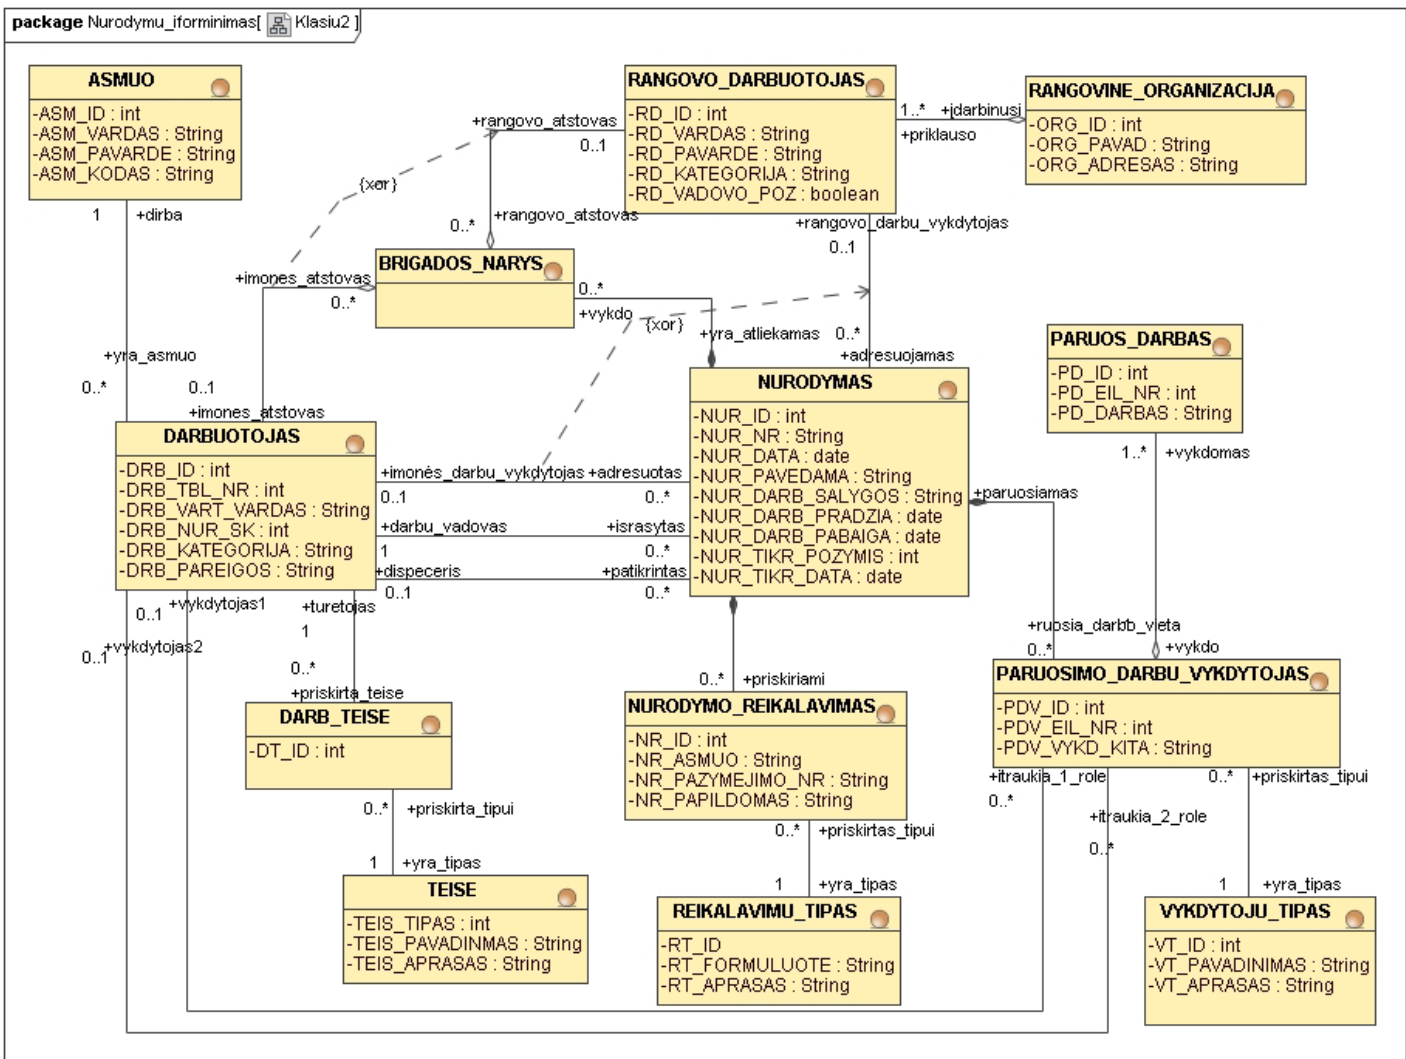 package Nurodymu_iforminimas[ Klasiu2 ]
ASMUO
-ASM_ID : int
-ASM_VARDAS : String
-ASM_PAVARDE : String
-ASM_KODAS : String
1 +dirba
+yra_asmuo
0..*
RANGOVO_DARBUOTOJAS
-RD_ID : int
-RD_VARDAS : String
-RD_PAVARDE : String
-RD_KATEGORIJA : String
-RD_VADOVO_POZ : boolean
1..* +įdarbinusi
+priklauso
RANGOVINE_ORGANIZACIJA
-ORG_ID : int
-ORG_PAVAD : String
-ORG_ADRESAS : String
+rangovo_atstovas
0..1
{xor}
+rangovo_atstovas
0..*
+rangovo_darbu_vykdytojas
0..1
BRIGADOS_NARYS
+imones_atstovas
0..*
0..*
+vykdo
{xor}
+yra_atliekamas
0..*
+adresuojamas
0..1
+imones_atstovas
DARBUOTOJAS
-DRB_ID : int
-DRB_TBL_NR : int
-DRB_VART_VARDAS : String
-DRB_NUR_SK : int
-DRB_KATEGORIJA : String
-DRB_PAREIGOS : String
+imonės_darbu_vykdytojas +adresuotas
0..1 0..*
+darbu_vadovas +israsytas
1 0..*
+dispeceris +patikrintas
0..1 0..*
NURODYMAS
-NUR_ID : int
-NUR_NR : String
-NUR_DATA : date
-NUR_PAVEDAMA : String
-NUR_DARB_SALYGOS : String
-NUR_DARB_PRADZIA : date
-NUR_DARB_PABAIGA : date
-NUR_TIKR_POZYMIS : int
-NUR_TIKR_DATA : date
PARUOS_DARBAS
-PD_ID : int
-PD_EIL_NR : int
-PD_DARBAS : String
1..* +vykdomas
+paruosiamas
+ruosia_darbb_vieta
0..* +vykdo
PARUOSIMO_DARBU_VYKDYTOJAS
-PDV_ID : int
-PDV_EIL_NR : int
-PDV_VYKD_KITA : String
0..1 +vykdytojas1
0..1 +vykdytojas2
+turetojas
1
0..*
+priskirta_teise
DARB_TEISE
-DT_ID : int
0..* +priskirta_tipui
1 +yra_tipas
TEISE
-TEIS_TIPAS : int
-TEIS_PAVADINMAS : String
-TEIS_APRASAS : String
0..* +priskiriami
NURODYMO_REIKALAVIMAS
-NR_ID : int
-NR_ASMUO : String
-NR_PAZYMEJIMO_NR : String
-NR_PAPILDOMAS : String
0..* +priskirtas_tipui
1 +yra_tipas
REIKALAVIMU_TIPAS
-RT_ID
-RT_FORMULUOTE : String
-RT_APRASAS : String
+itraukia_1_role
0..*
+itraukia_2_role
0..*
0..* +priskirtas_tipui
1 +yra_tipas
VYKDYTOJU_TIPAS
-VT_ID : int
-VT_PAVADINIMAS : String
-VT_APRASAS : String